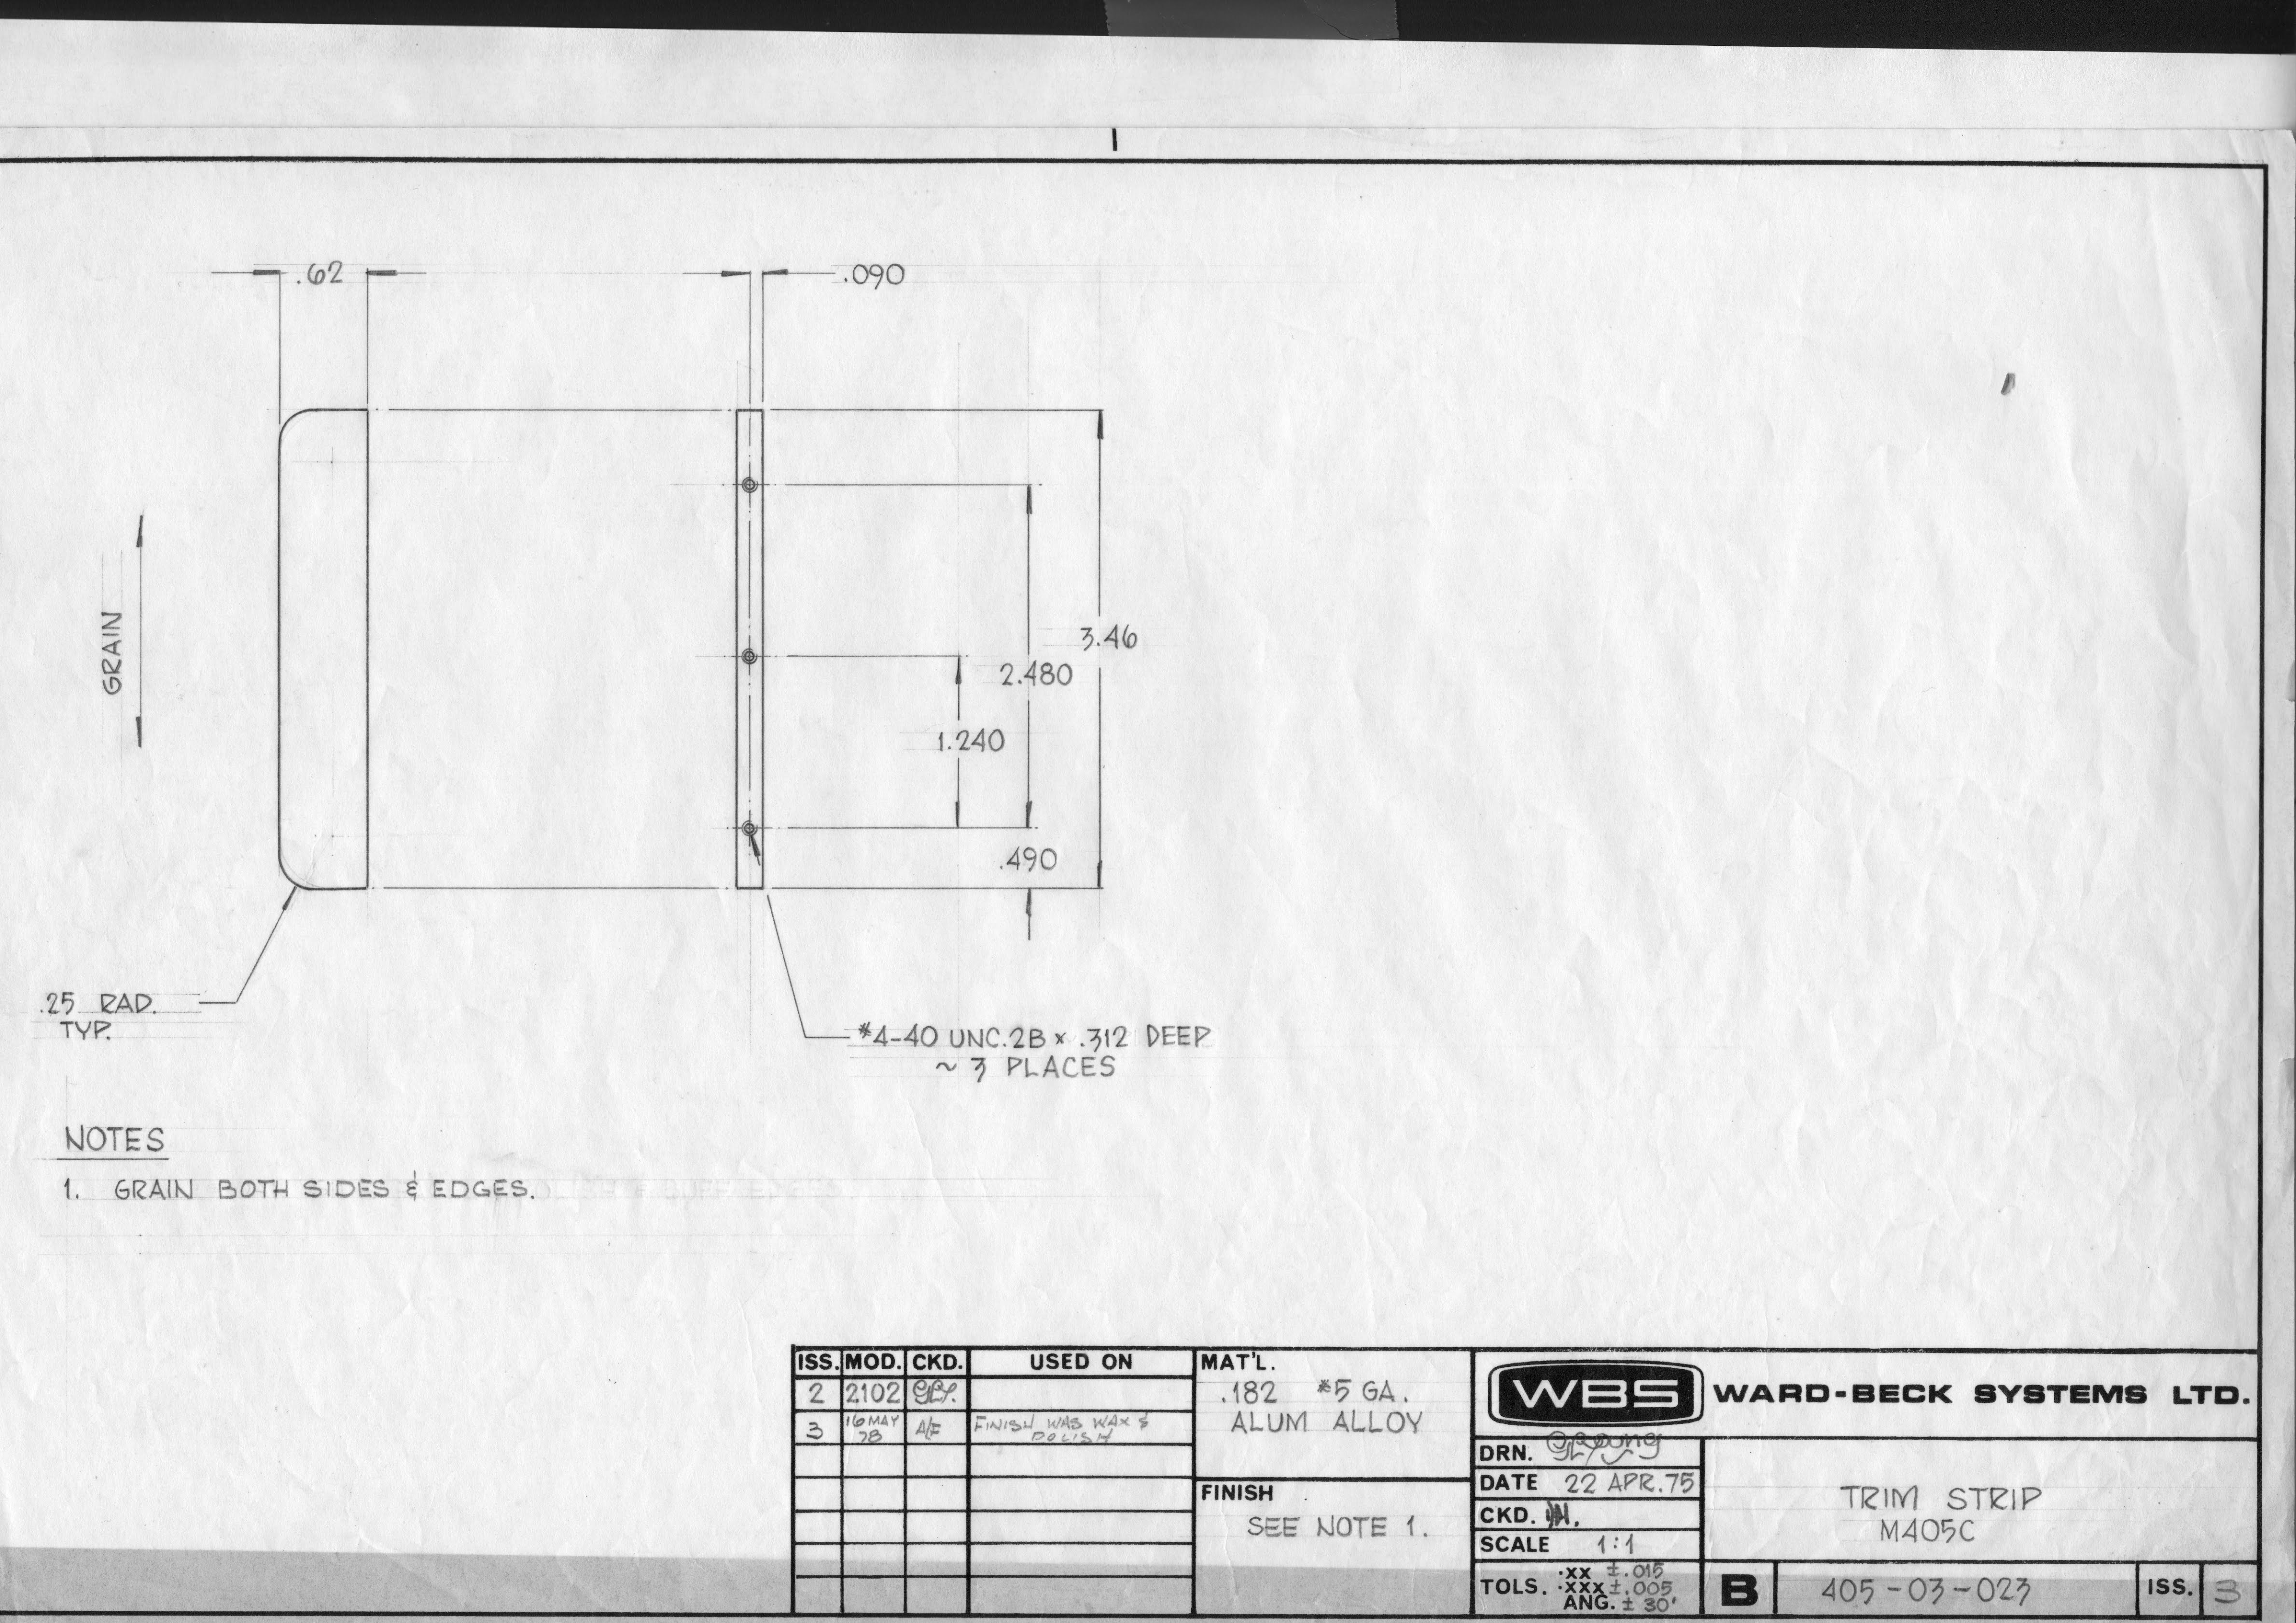 .62
.090
GRAIN
3.46
2.480
1.240
.490
.25 RAD.
TYP.
#4-40 UNC.2B x .312 DEEP
~ 3 PLACES
NOTES
1. GRAIN BOTH SIDES & EDGES.
ISS. MOD. CKD. USED ON
2 2102
3 16 MAY 78 A/F FINISH WAS WAX & POLISH
MAT'L.
.182 #5 GA.
ALUM ALLOY
FINISH
SEE NOTE 1.
WBS WARD-BECK SYSTEMS LTD.
DRN. GLYoung
DATE 22 APR.75
CKD.
SCALE 1:1
TOLS. .XX ±.015
.XXX ±.005
ANG. ± 30'
TRIM STRIP
M405C
B 405-03-023 ISS. 3